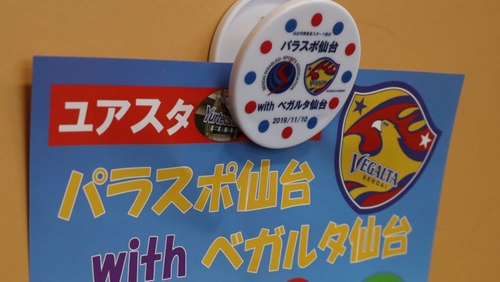 パラスポ仙台
with ベガルタ仙台
2019/11/10
ユアスタ
VEGALTA
SENDAI
パラスポ仙台
with ベガルタ仙台